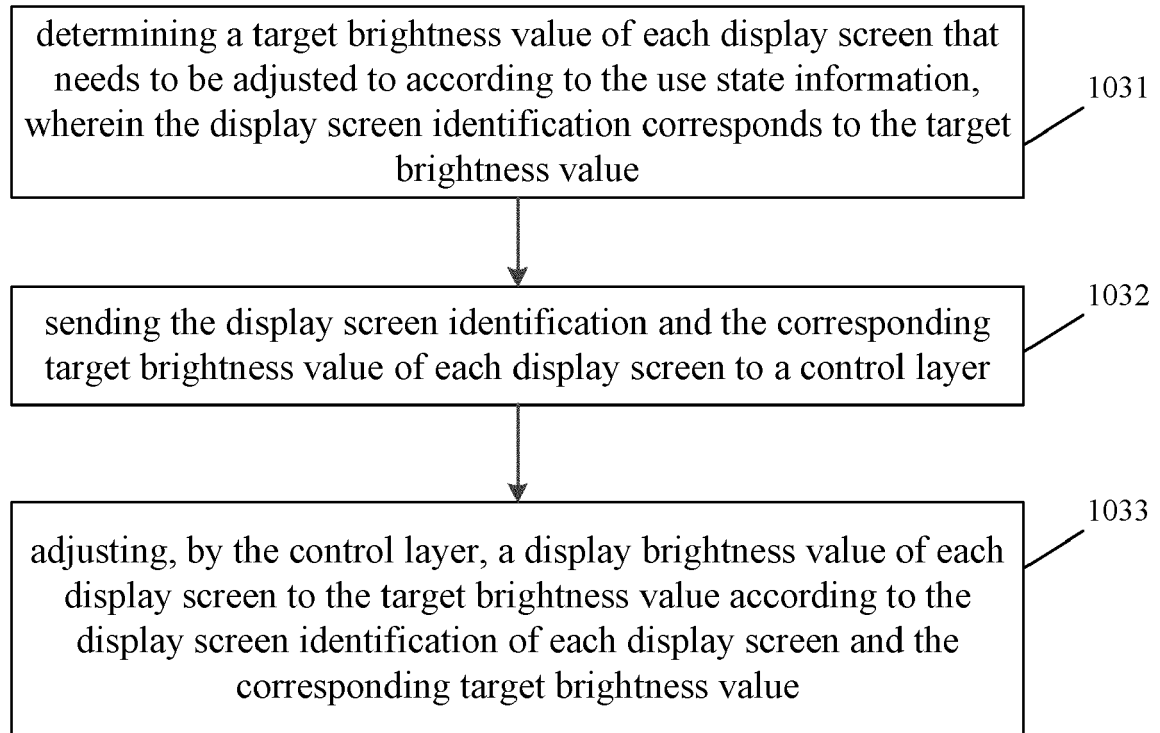 determining a target brightness value of each display screen that
needs to be adjusted to according to the use state information,
wherein the display screen identification corresponds to the target
brightness value
1031
sending the display screen identification and the corresponding
target brightness value of each display screen to a control layer
1032
adjusting, by the control layer, a display brightness value of each
display screen to the target brightness value according to the
display screen identification of each display screen and the
corresponding target brightness value
1033